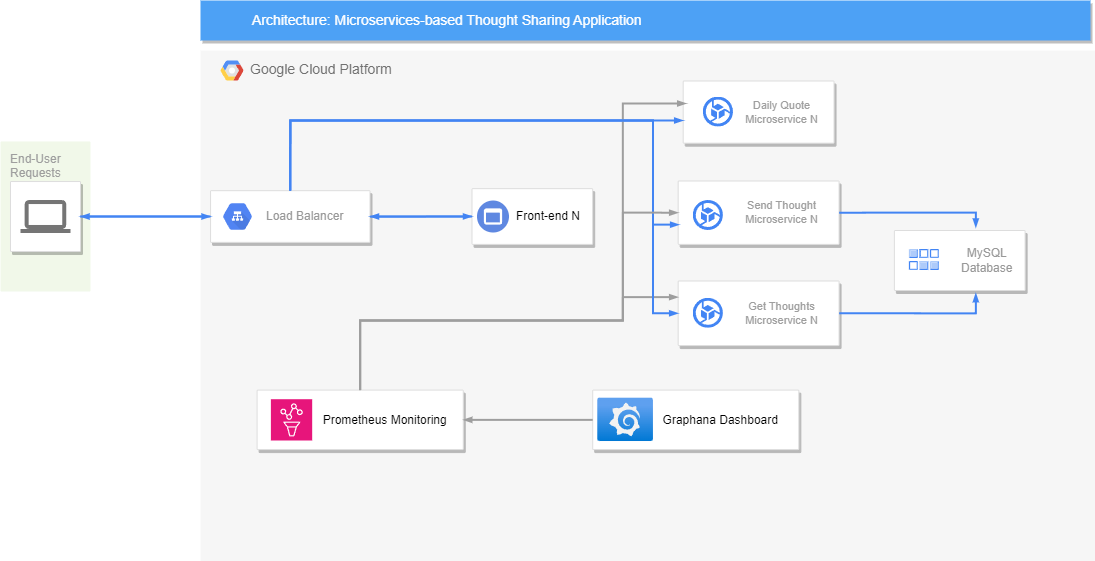 Architecture: Microservices-based Thought Sharing Application
Google Cloud Platform
Daily Quote
Microservice N
End-User
Requests
Load Balancer
Front-end N
Send Thought
Microservice N
MySQL
Database
Get Thoughts
Microservice N
Prometheus Monitoring
Graphana Dashboard